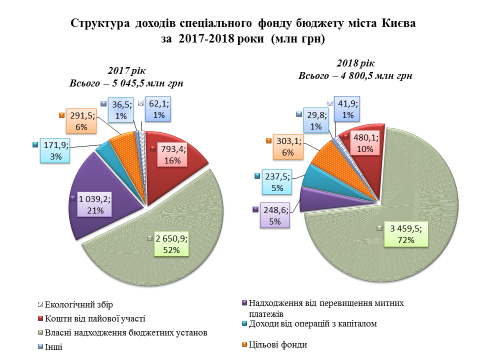 Структура доходів спеціального фонду бюджету міста Києва
за 2017-2018 роки (млн грн)
2017 рік
Всього – 5 045,5 млн грн
36,5;
1%
62,1;
1%
291,5;
6%
171,9;
3%
793,4;
16%
1 039,2;
21%
2 650,9;
52%
2018 рік
Всього – 4 800,5 млн грн
41,9;
1%
29,8;
1%
303,1;
6%
480,1;
10%
237,5;
5%
248,6;
5%
3 459,5;
72%
Екологічний збір
Кошти від пайової участі
Власні надходження бюджетних установ
Інші
Надходження від перевищення митних
платежів
Доходи від операцій з капіталом
Цільові фонди